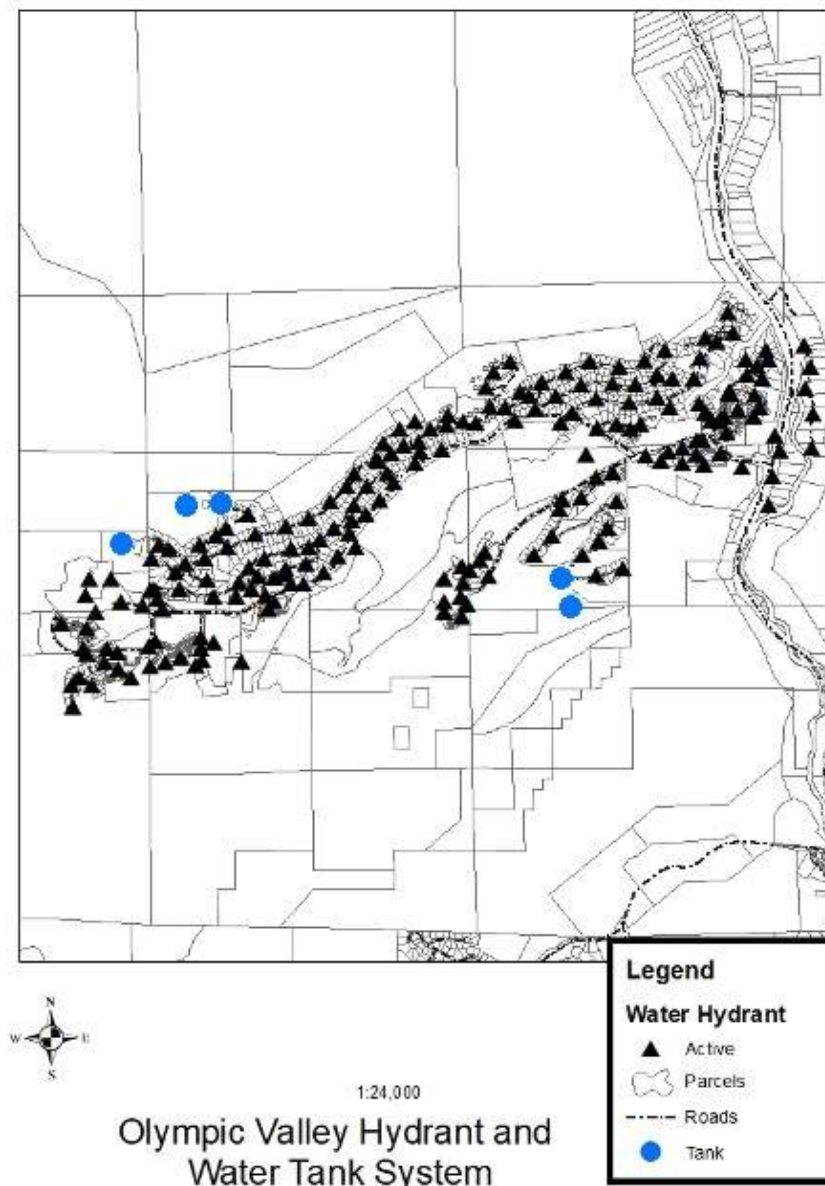 N
W E
S
1:24,000
Olympic Valley Hydrant and
Water Tank System
Legend
Water Hydrant
Active
Parcels
Roads
Tank